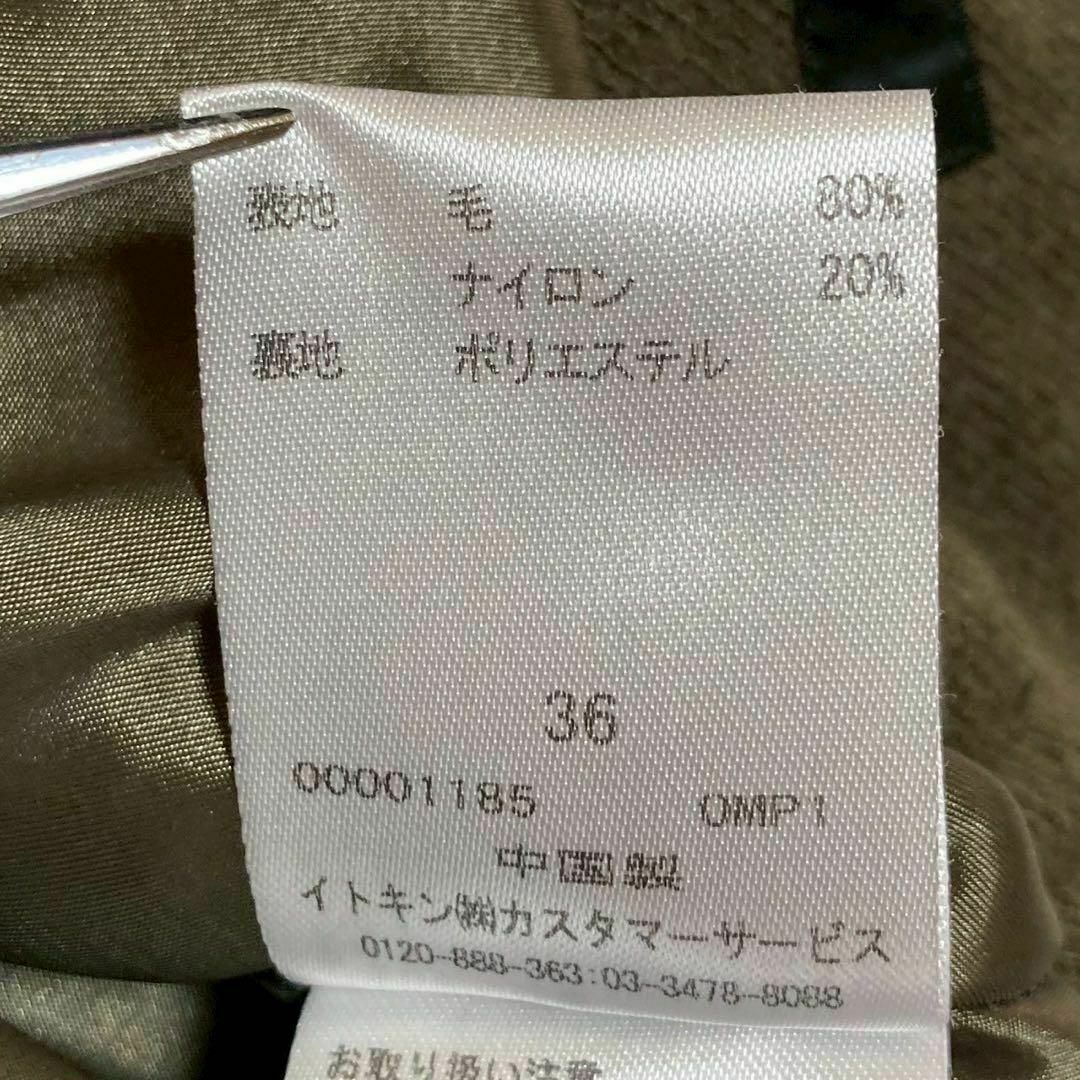 表地 毛 80%
ナイロン 20%
裏地 ポリエステル
36
00001185 OMP1
中国製
イトキン㈱カスタマーサービス
0120-888-363:03-3478-8088
お取り扱い注意